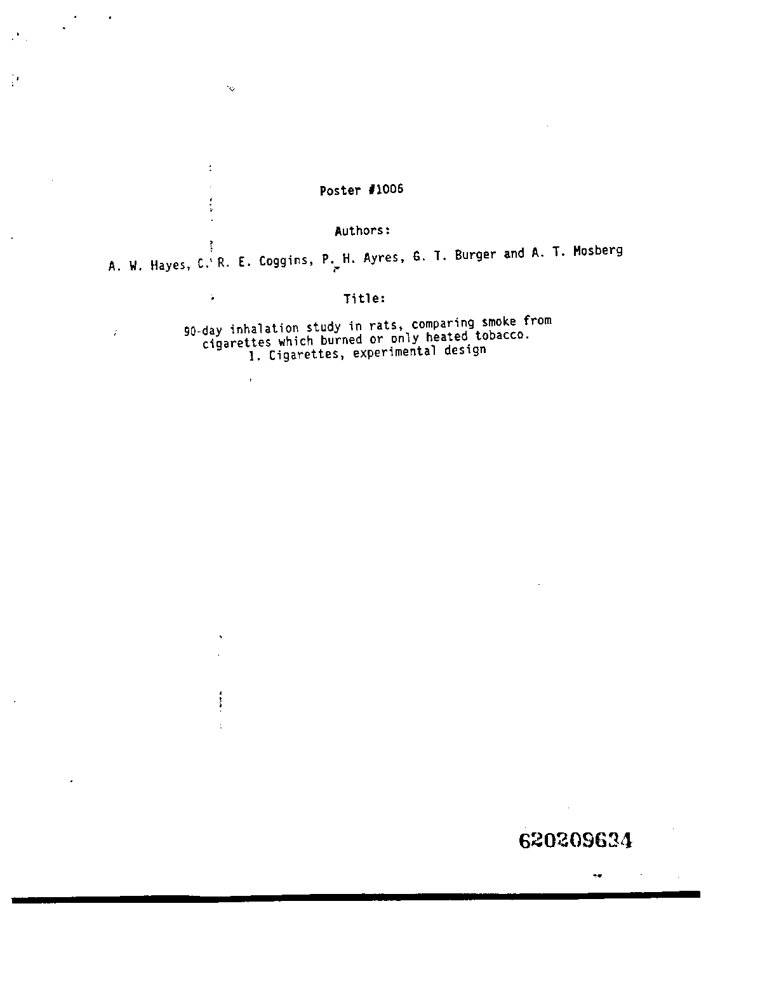 Poster #1006
Authors:
A. W. Hayes, C. R. E. Coggins, P. H. Ayres, G. T. Burger and A. T. Mosberg
Title:
90-day inhalation study in rats, comparing smoke from
cigarettes which burned or only heated tobacco.
1. Cigarettes, experimental design
620209634